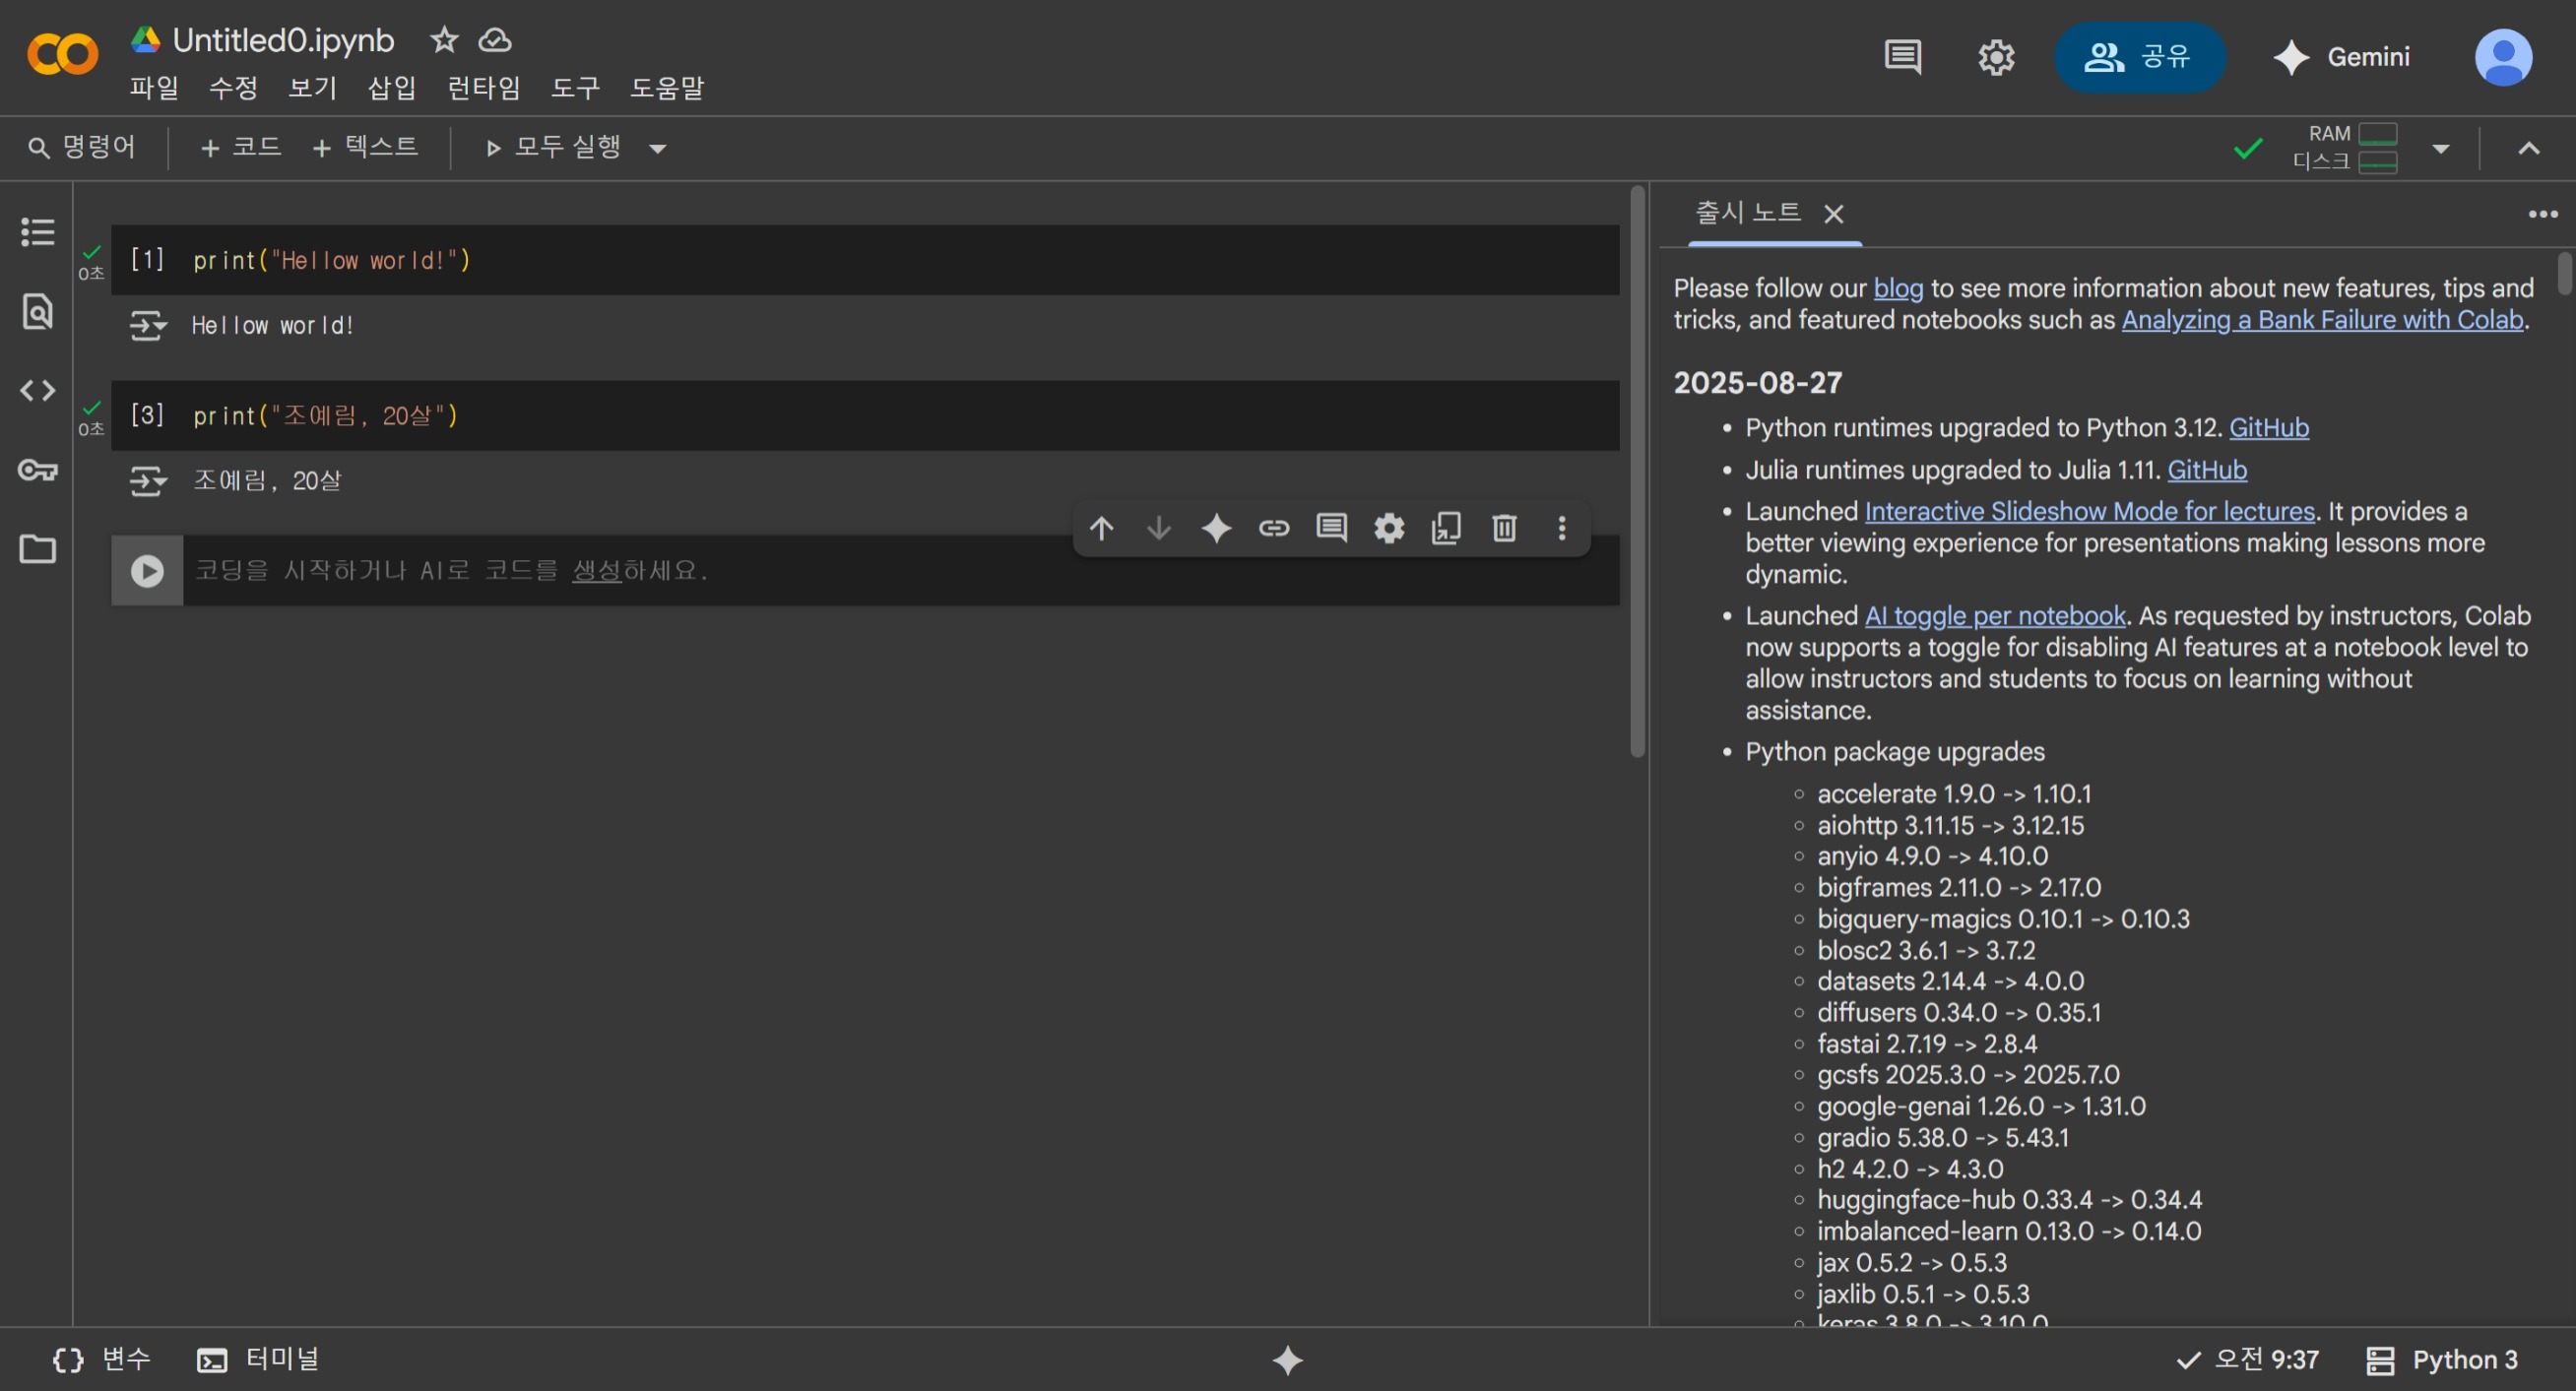 Untitled0.ipynb
파일 수정 보기 삽입 런타임 도구 도움말
공유
Gemini
명령어
+ 코드 + 텍스트
모두 실행
RAM
디스크
[1] print("Hellow world!")
0초
Hellow world!
[3] print("조예림, 20살")
0초
조예림, 20살
코딩을 시작하거나 AI로 코드를 생성하세요.
출시 노트
Please follow our blog to see more information about new features, tips and
tricks, and featured notebooks such as Analyzing a Bank Failure with Colab.
2025-08-27
Python runtimes upgraded to Python 3.12. GitHub
Julia runtimes upgraded to Julia 1.11. GitHub
Launched Interactive Slideshow Mode for lectures. It provides a
better viewing experience for presentations making lessons more
dynamic.
Launched AI toggle per notebook. As requested by instructors, Colab
now supports a toggle for disabling AI features at a notebook level to
allow instructors and students to focus on learning without
assistance.
Python package upgrades
accelerate 1.9.0 -> 1.10.1
aiohttp 3.11.15 -> 3.12.15
anyio 4.9.0 -> 4.10.0
bigframes 2.11.0 -> 2.17.0
bigquery-magics 0.10.1 -> 0.10.3
blosc2 3.6.1 -> 3.7.2
datasets 2.14.4 -> 4.0.0
diffusers 0.34.0 -> 0.35.1
fastai 2.7.19 -> 2.8.4
gcsfs 2025.3.0 -> 2025.7.0
google-genai 1.26.0 -> 1.31.0
gradio 5.38.0 -> 5.43.1
h2 4.2.0 -> 4.3.0
huggingface-hub 0.33.4 -> 0.34.4
imbalanced-learn 0.13.0 -> 0.14.0
jax 0.5.2 -> 0.5.3
jaxlib 0.5.1 -> 0.5.3
keras 3.8.0 -> 3.10.0
변수
터미널
오전 9:37
Python 3